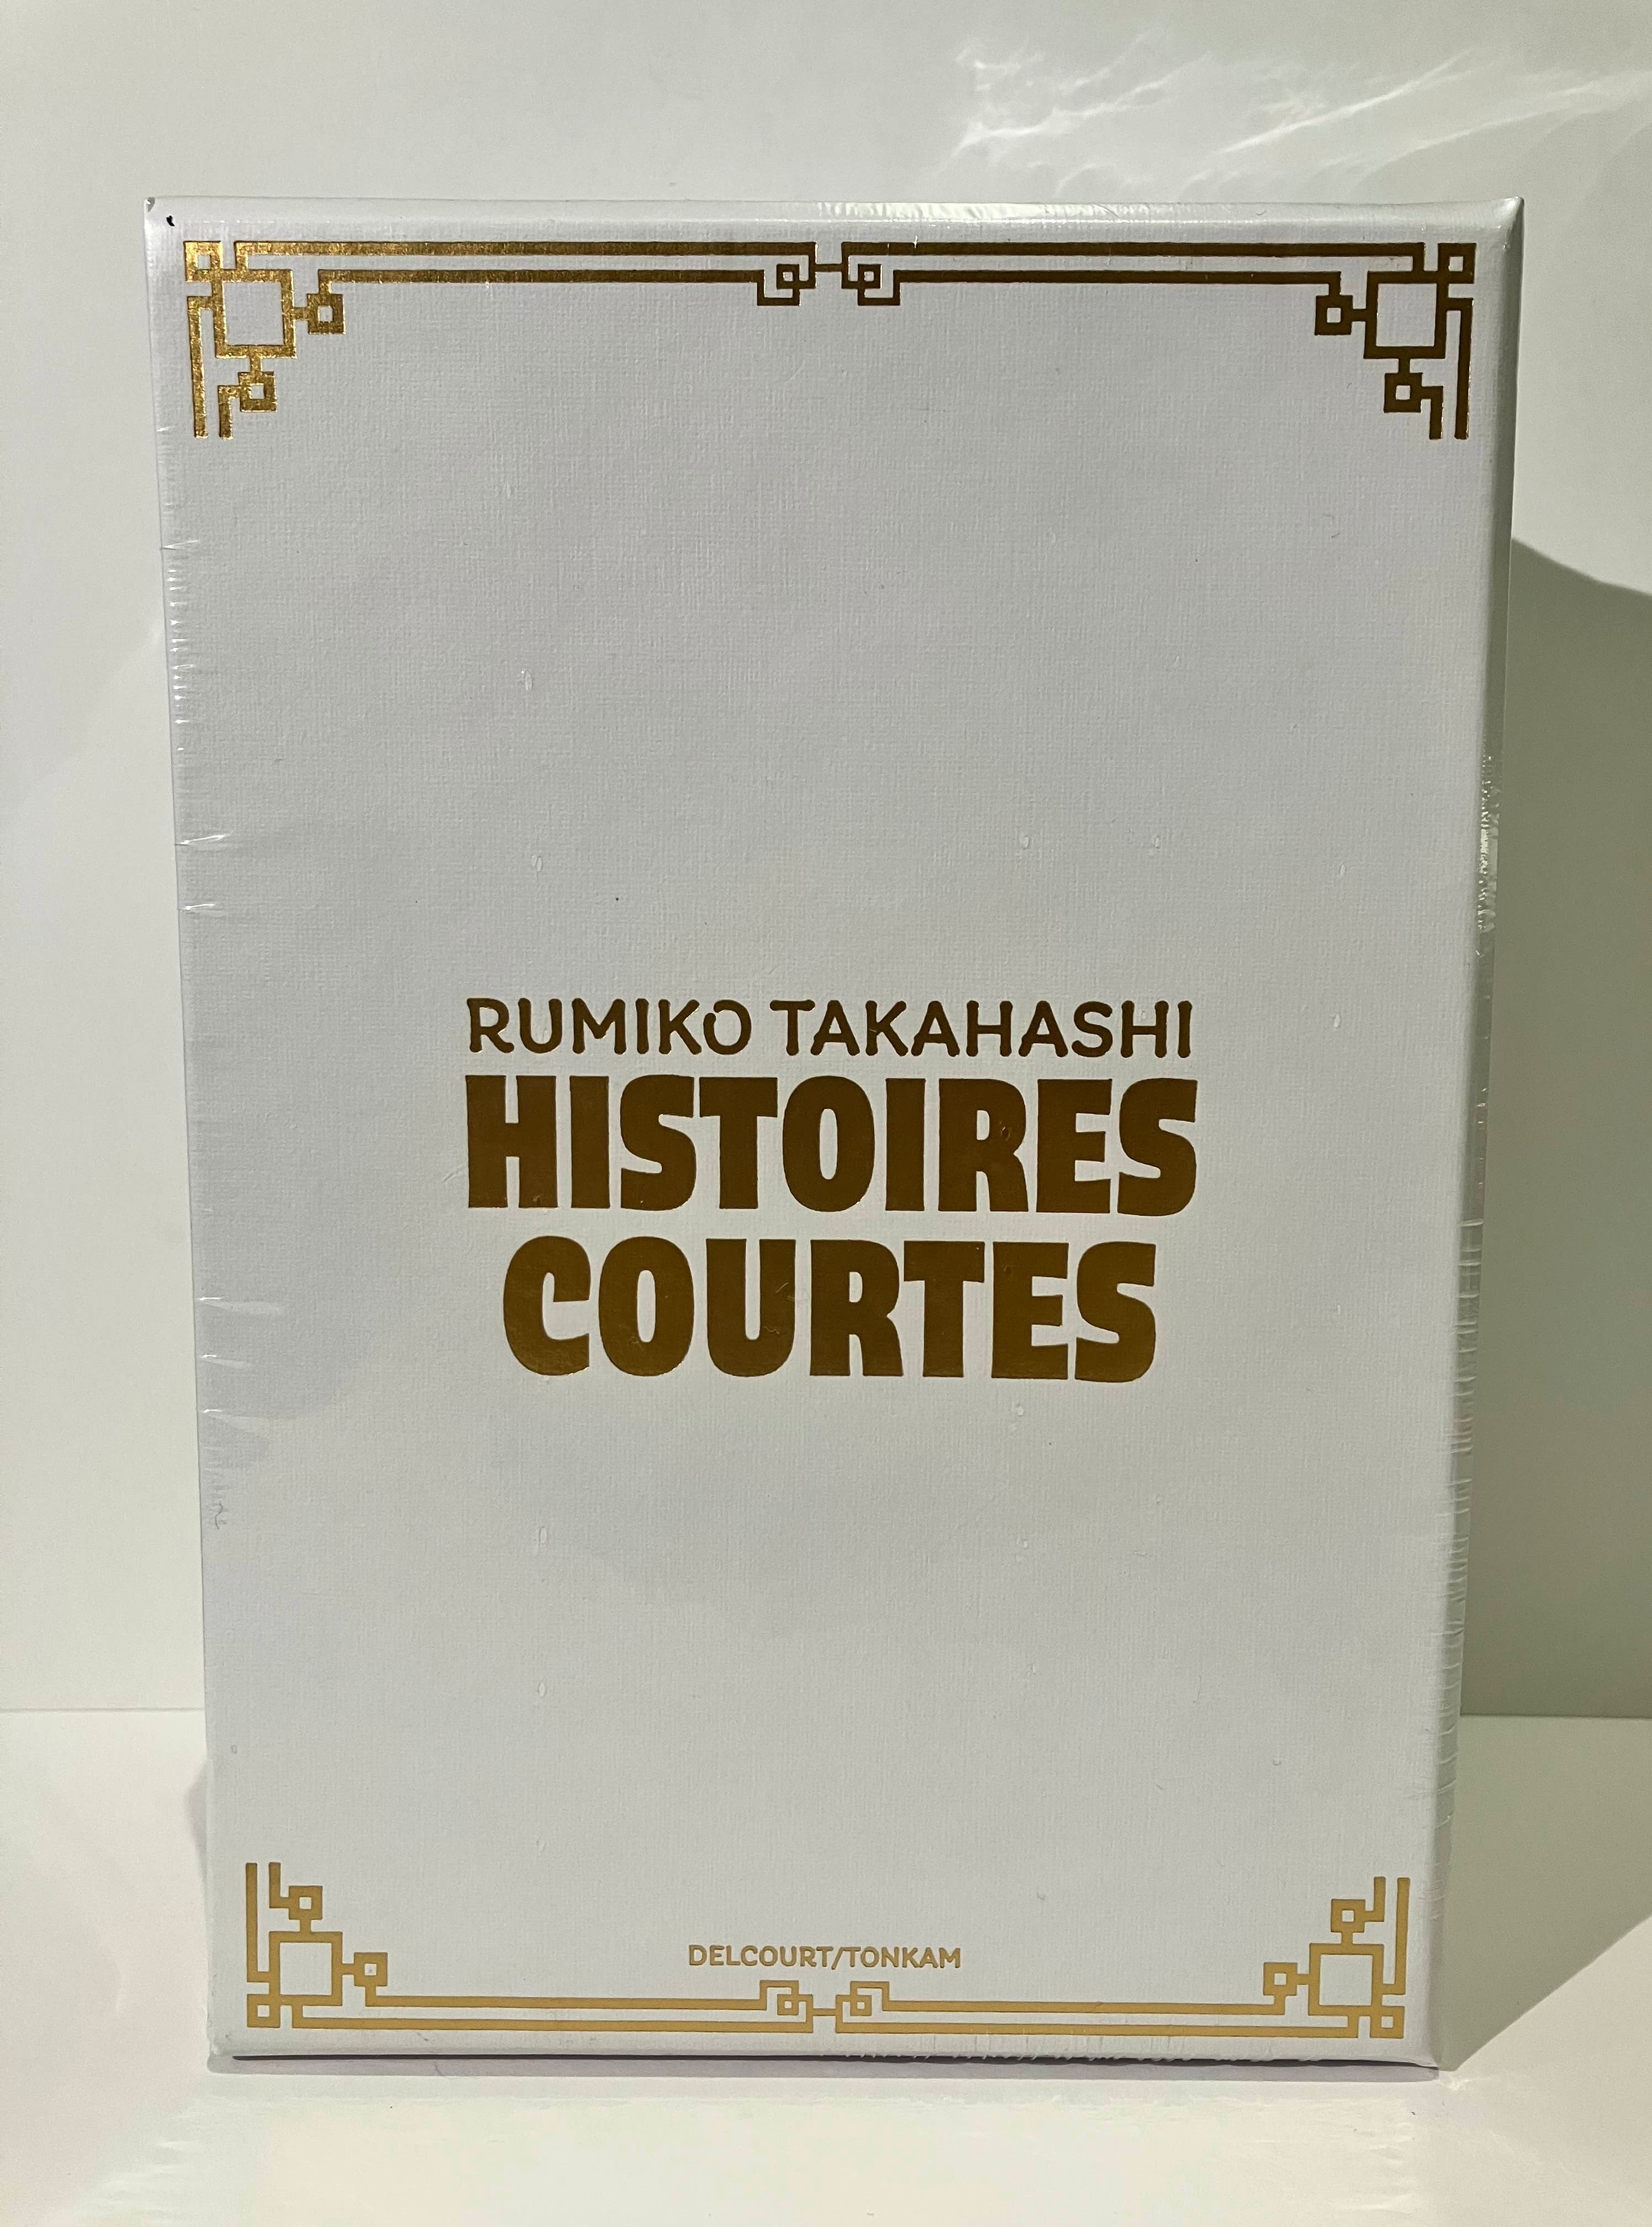 RUMIKO TAKAHASHI
HISTOIRES
COURTES
DELCOURT/TONKAM